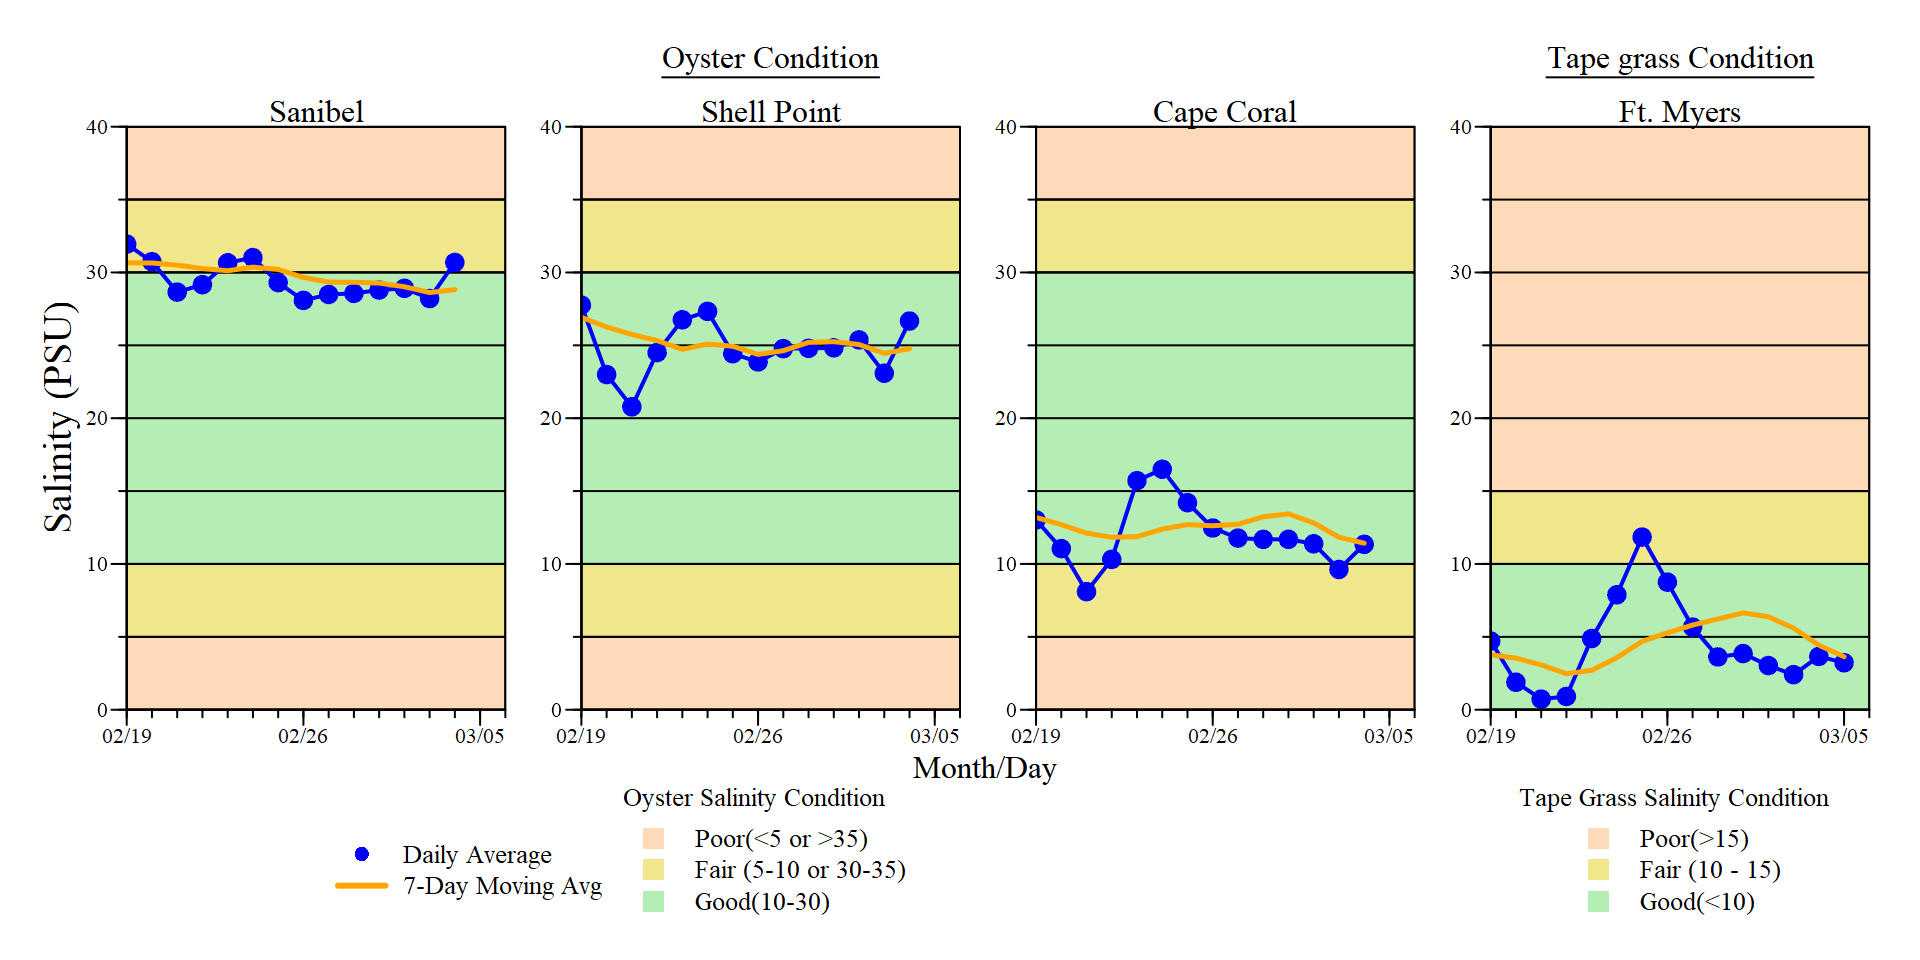 Oyster Condition
Tape grass Condition
Sanibel
Shell Point
Cape Coral
Ft. Myers
Salinity (PSU)
40
30
20
10
0
02/19
02/26
03/05
40
30
20
10
0
02/19
02/26
03/05
40
30
20
10
0
02/19
02/26
03/05
40
30
20
10
0
02/19
02/26
03/05
Month/Day
Daily Average
7-Day Moving Avg
Oyster Salinity Condition
Poor(<5 or >35)
Fair (5-10 or 30-35)
Good(10-30)
Tape Grass Salinity Condition
Poor(>15)
Fair (10 - 15)
Good(<10)